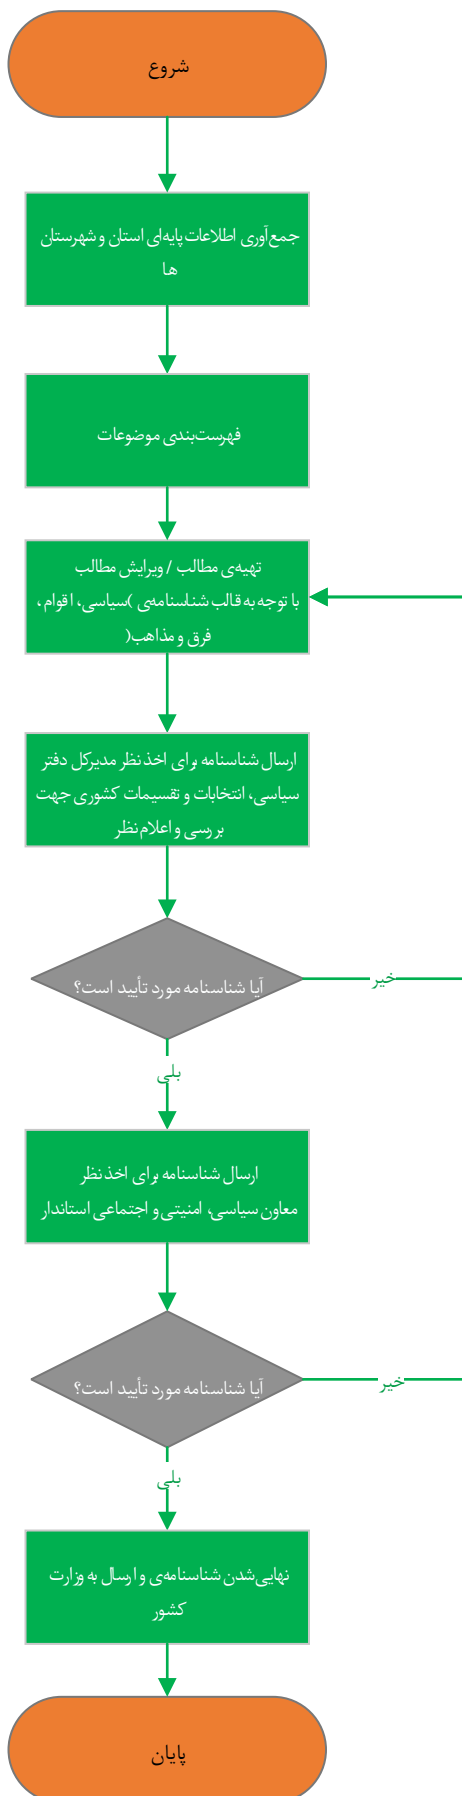 شروع
جمع‌آوری اطلاعات پایه‌ای استان و شهرستان
ها
فهرست‌بندی موضوعات
تهیه‌ی مطالب / ویرایش مطالب
با توجه به قالب شناسنامه‌ی )سیاسی، اقوام،
فرق و مذاهب(
ارسال شناسنامه برای اخذ نظر مدیرکل دفتر
سیاسی، انتخابات و تقسیمات کشوری جهت
بررسی و اعلام نظر
آیا شناسنامه مورد تأیید است؟
خیر
بلی
ارسال شناسنامه برای اخذ نظر
معاون سیاسی، امنیتی و اجتماعی استاندار
آیا شناسنامه مورد تأیید است؟
خیر
بلی
نهایی‌شدن شناسنامه‌ی و ارسال به وزارت
کشور
پایان